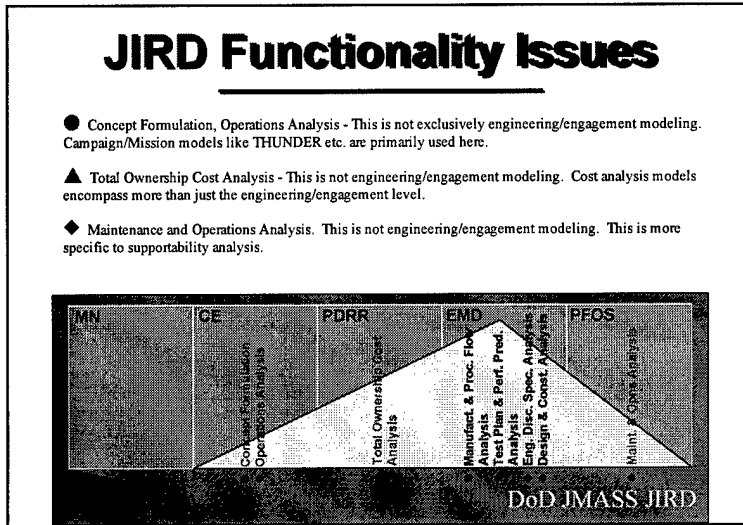 JIRD Functionality Issues
● Concept Formulation, Operations Analysis - This is not exclusively engineering/engagement modeling.
Campaign/Mission models like THUNDER etc. are primarily used here.
▲ Total Ownership Cost Analysis - This is not engineering/engagement modeling. Cost analysis models
encompass more than just the engineering/engagement level.
◆ Maintenance and Operations Analysis. This is not engineering/engagement modeling. This is more
specific to supportability analysis.
MN
CE
PDRR
EMD
PFOS
Concept Formulation
Operations Analysis
Total Ownership Cost
Analysis
Manufact. & Proc. Flow
Analysis
Test Plan & Perf. Pred.
Analysis
Eng. Disc. Spec. Analysis
Design & Const. Analysis
Maint. & Opns Analysis
DoD JMASS JIRD